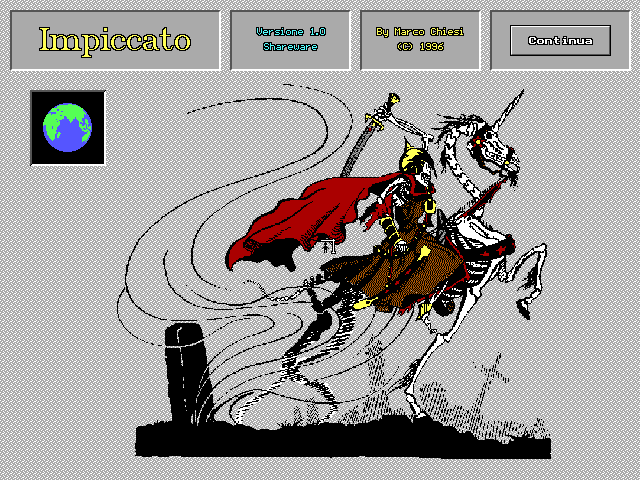 Impiccato
Versione 1.0
Shareware
By Marco Chiesi
(C) 1996
Continua